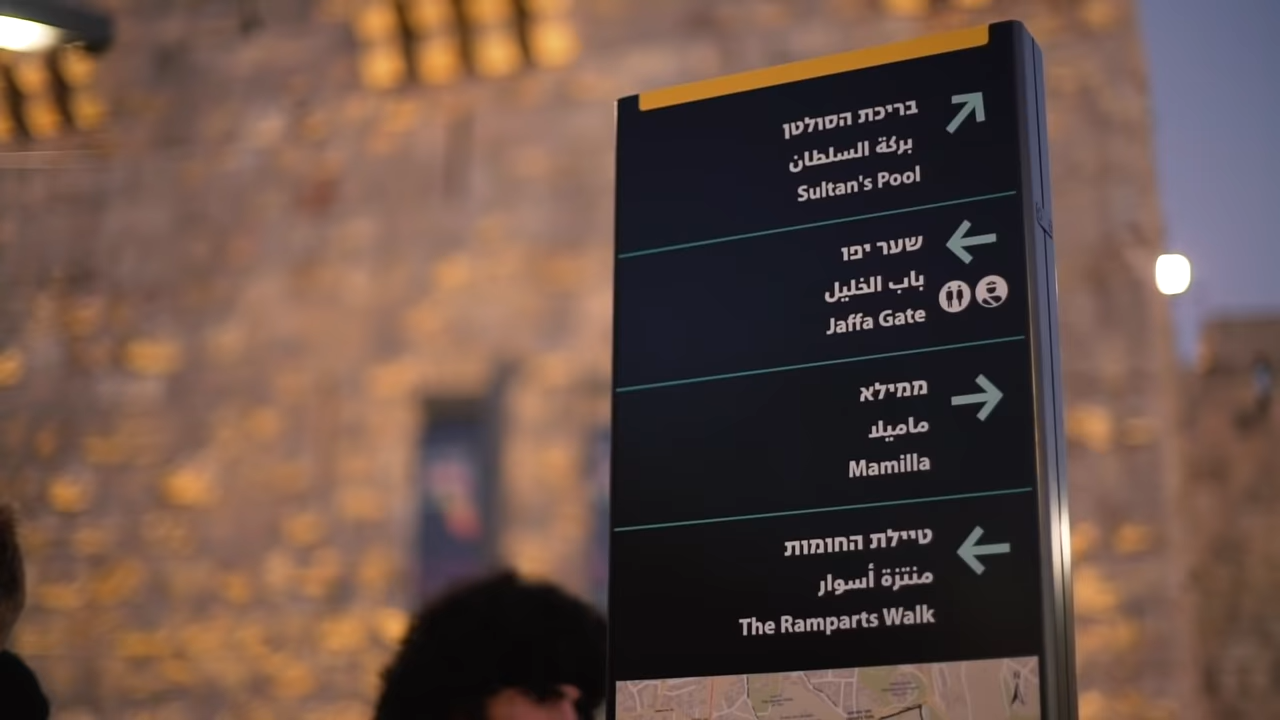 בריכת הסולטן
بركة السلطان
Sultan's Pool
שער יפו
باب الخليل
Jaffa Gate
ממילא
ماميلا
Mamilla
טיילת החומות
منتزة أسوار
The Ramparts Walk
N